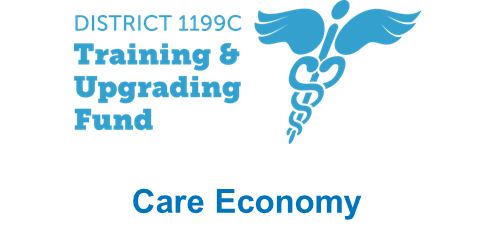 DISTRICT 1199C
Training &
Upgrading
Fund
Care Economy